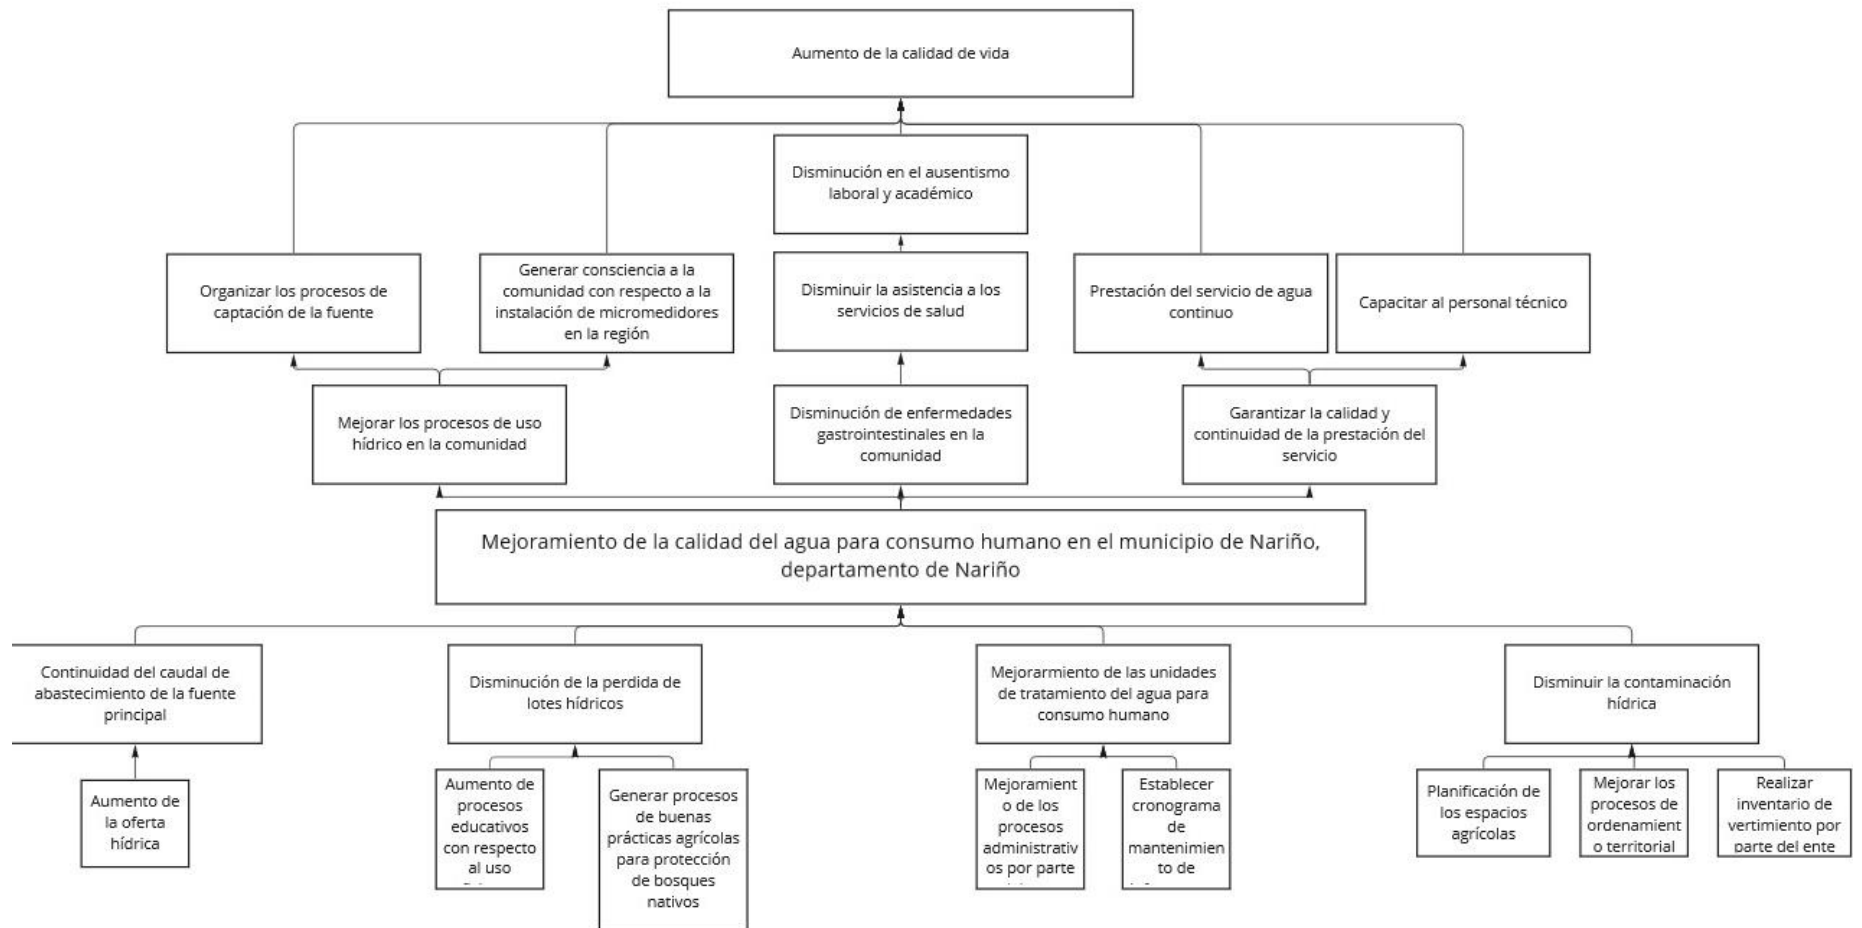 Aumento de la calidad de vida
Disminución en el ausentismo
laboral y académico
Organizar los procesos de
captación de la fuente
Generar consciencia a la
comunidad con respecto a la
instalación de micromedidores
en la región
Disminuir la asistencia a los
servicios de salud
Prestación del servicio de agua
continuo
Capacitar al personal técnico
Mejorar los procesos de uso
hídrico en la comunidad
Disminución de enfermedades
gastrointestinales en la
comunidad
Garantizar la calidad y
continuidad de la prestación del
servicio
Mejoramiento de la calidad del agua para consumo humano en el municipio de Nariño,
departamento de Nariño
Continuidad del caudal de
abastecimiento de la fuente
principal
Disminución de la perdida de
lotes hídricos
Mejorarmiento de las unidades
de tratamiento del agua para
consumo humano
Disminuir la contaminación
hídrica
Aumento de
la oferta
hídrica
Aumento de
procesos
educativos
con respecto
al uso
Generar procesos
de buenas
prácticas agrícolas
para protección
de bosques
nativos
Mejoramient
o de los
procesos
administrativ
os por parte
Establecer
cronograma
de
mantenimien
to de
Planificación de
los espacios
agrícolas
Mejorar los
procesos de
ordenamient
o territorial
Realizar
inventario de
vertimiento por
parte del ente